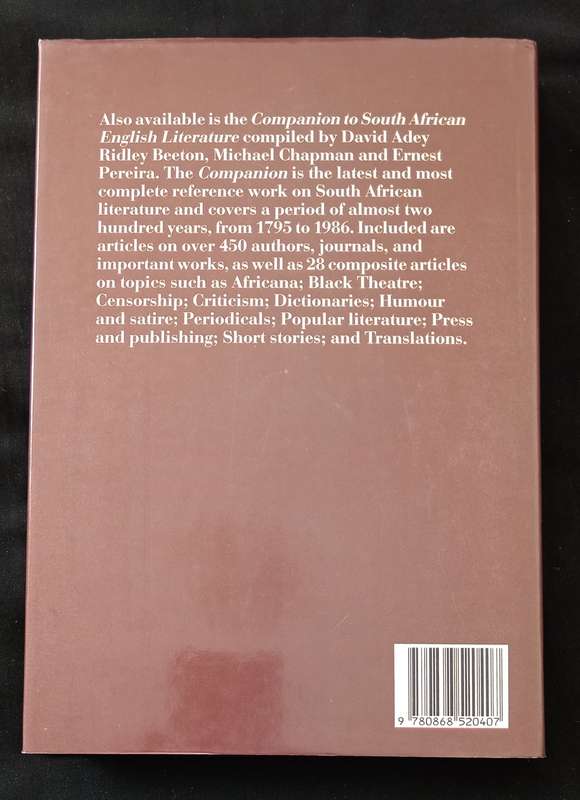 Also available is the Companion to South African
English Literature compiled by David Adey
Ridley Beeton, Michael Chapman and Ernest
Pereira. The Companion is the latest and most
complete reference work on South African
literature and covers a period of almost two
hundred years, from 1795 to 1986. Included are
articles on over 450 authors, journals, and
important works, as well as 28 composite articles
on topics such as Africana; Black Theatre;
Censorship; Criticism; Dictionaries; Humour
and satire; Periodicals; Popular literature; Press
and publishing; Short stories; and Translations.
9 780868 520407